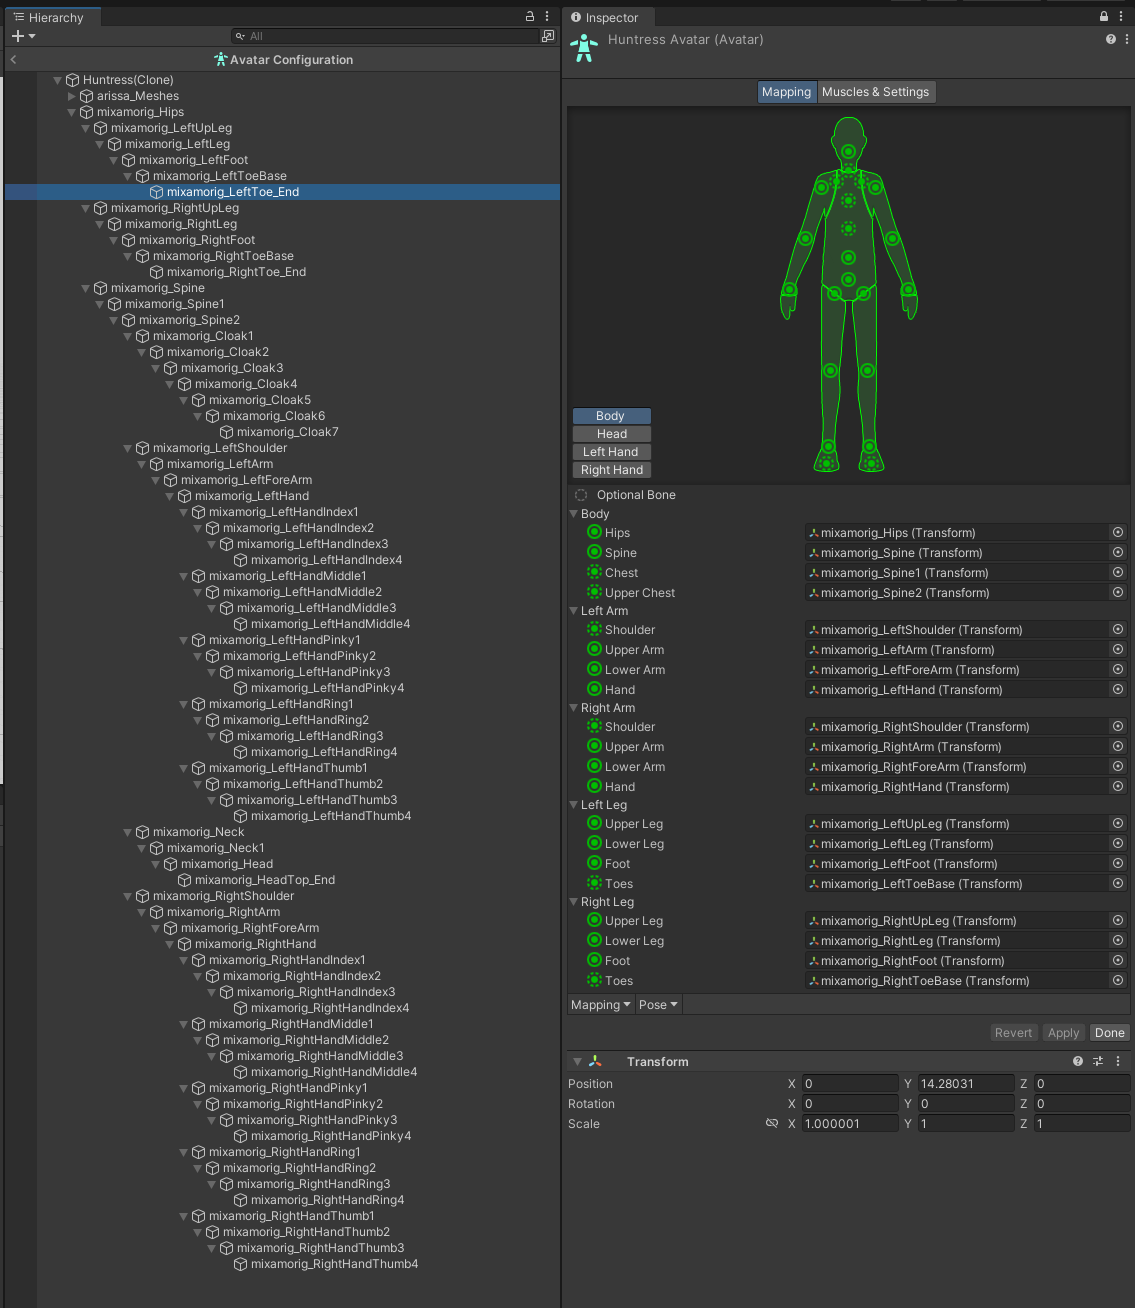 Hierarchy
All
Avatar Configuration
Huntress(Clone)
arissa_Meshes
mixamorig_Hips
mixamorig_LeftUpLeg
mixamorig_LeftLeg
mixamorig_LeftFoot
mixamorig_LeftToeBase
mixamorig_LeftToe_End
mixamorig_RightUpLeg
mixamorig_RightLeg
mixamorig_RightFoot
mixamorig_RightToeBase
mixamorig_RightToe_End
mixamorig_Spine
mixamorig_Spine1
mixamorig_Spine2
mixamorig_Cloak1
mixamorig_Cloak2
mixamorig_Cloak3
mixamorig_Cloak4
mixamorig_Cloak5
mixamorig_Cloak6
mixamorig_Cloak7
mixamorig_LeftShoulder
mixamorig_LeftArm
mixamorig_LeftForeArm
mixamorig_LeftHand
mixamorig_LeftHandIndex1
mixamorig_LeftHandIndex2
mixamorig_LeftHandIndex3
mixamorig_LeftHandIndex4
mixamorig_LeftHandMiddle1
mixamorig_LeftHandMiddle2
mixamorig_LeftHandMiddle3
mixamorig_LeftHandMiddle4
mixamorig_LeftHandPinky1
mixamorig_LeftHandPinky2
mixamorig_LeftHandPinky3
mixamorig_LeftHandPinky4
mixamorig_LeftHandRing1
mixamorig_LeftHandRing2
mixamorig_LeftHandRing3
mixamorig_LeftHandRing4
mixamorig_LeftHandThumb1
mixamorig_LeftHandThumb2
mixamorig_LeftHandThumb3
mixamorig_LeftHandThumb4
mixamorig_Neck
mixamorig_Neck1
mixamorig_Head
mixamorig_HeadTop_End
mixamorig_RightShoulder
mixamorig_RightArm
mixamorig_RightForeArm
mixamorig_RightHand
mixamorig_RightHandIndex1
mixamorig_RightHandIndex2
mixamorig_RightHandIndex3
mixamorig_RightHandIndex4
mixamorig_RightHandMiddle1
mixamorig_RightHandMiddle2
mixamorig_RightHandMiddle3
mixamorig_RightHandMiddle4
mixamorig_RightHandPinky1
mixamorig_RightHandPinky2
mixamorig_RightHandPinky3
mixamorig_RightHandPinky4
mixamorig_RightHandRing1
mixamorig_RightHandRing2
mixamorig_RightHandRing3
mixamorig_RightHandRing4
mixamorig_RightHandThumb1
mixamorig_RightHandThumb2
mixamorig_RightHandThumb3
mixamorig_RightHandThumb4
Inspector
Huntress Avatar (Avatar)
Mapping Muscles & Settings
Body
Head
Left Hand
Right Hand
Optional Bone
Body
Hips mixamorig_Hips (Transform)
Spine mixamorig_Spine (Transform)
Chest mixamorig_Spine1 (Transform)
Upper Chest mixamorig_Spine2 (Transform)
Left Arm
Shoulder mixamorig_LeftShoulder (Transform)
Upper Arm mixamorig_LeftArm (Transform)
Lower Arm mixamorig_LeftForeArm (Transform)
Hand mixamorig_LeftHand (Transform)
Right Arm
Shoulder mixamorig_RightShoulder (Transform)
Upper Arm mixamorig_RightArm (Transform)
Lower Arm mixamorig_RightForeArm (Transform)
Hand mixamorig_RightHand (Transform)
Left Leg
Upper Leg mixamorig_LeftUpLeg (Transform)
Lower Leg mixamorig_LeftLeg (Transform)
Foot mixamorig_LeftFoot (Transform)
Toes mixamorig_LeftToeBase (Transform)
Right Leg
Upper Leg mixamorig_RightUpLeg (Transform)
Lower Leg mixamorig_RightLeg (Transform)
Foot mixamorig_RightFoot (Transform)
Toes mixamorig_RightToeBase (Transform)
Mapping Pose
Revert Apply Done
Transform
Position X 0 Y 14.28031 Z 0
Rotation X 0 Y 0 Z 0
Scale X 1.000001 Y 1 Z 1